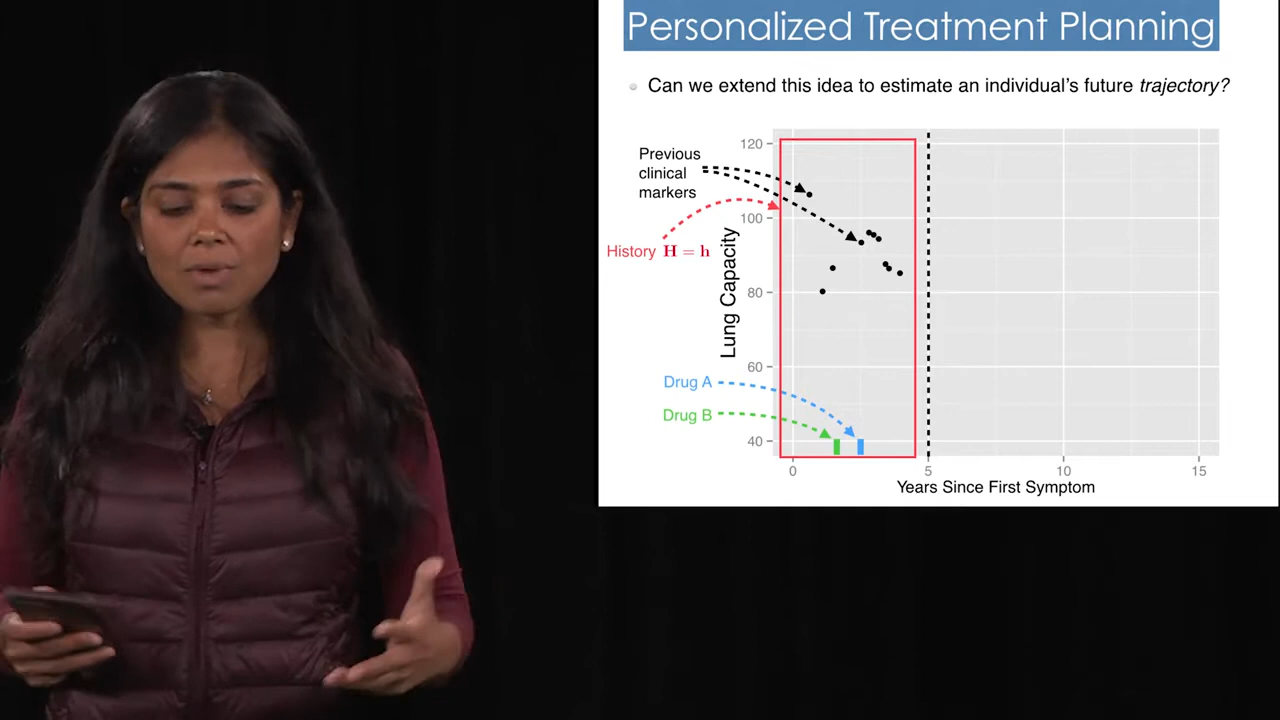 Personalized Treatment Planning
Can we extend this idea to estimate an individual's future trajectory?
Previous
clinical
markers
History H = h
Drug A
Drug B
Lung Capacity
120
100
80
60
40
0 5 10 15
Years Since First Symptom